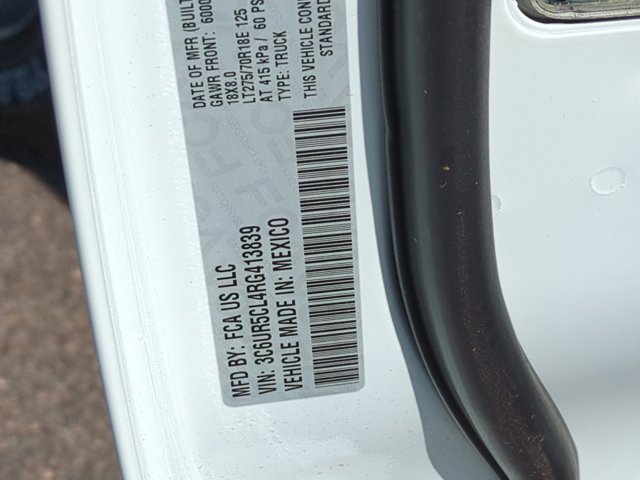 MFD BY: FCA US LLC
VIN: 3C6UR5CL4RG413839
VEHICLE MADE IN: MEXICO
DATE OF MFR (BUILT
GAWR FRONT: 6000
18X8.0
LT275/70R18E 125
AT 415 kPa / 60 PS
TYPE: TRUCK
THIS VEHICLE CON
STANDARD